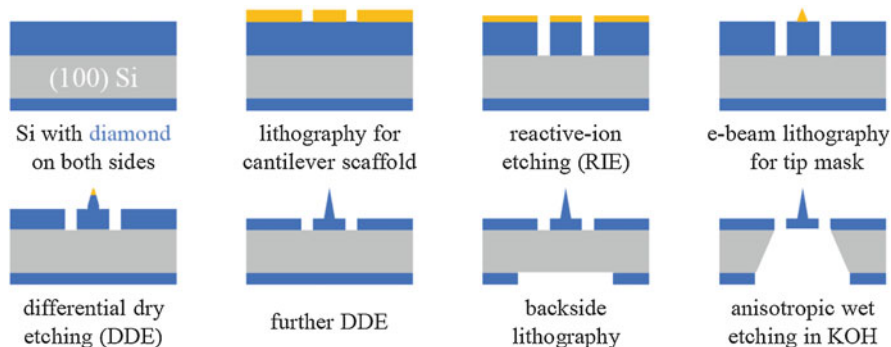 (100) Si
Si with diamond
on both sides
lithography for
cantilever scaffold
reactive-ion
etching (RIE)
e-beam lithography
for tip mask
differential dry
etching (DDE)
further DDE
backside
lithography
anisotropic wet
etching in KOH